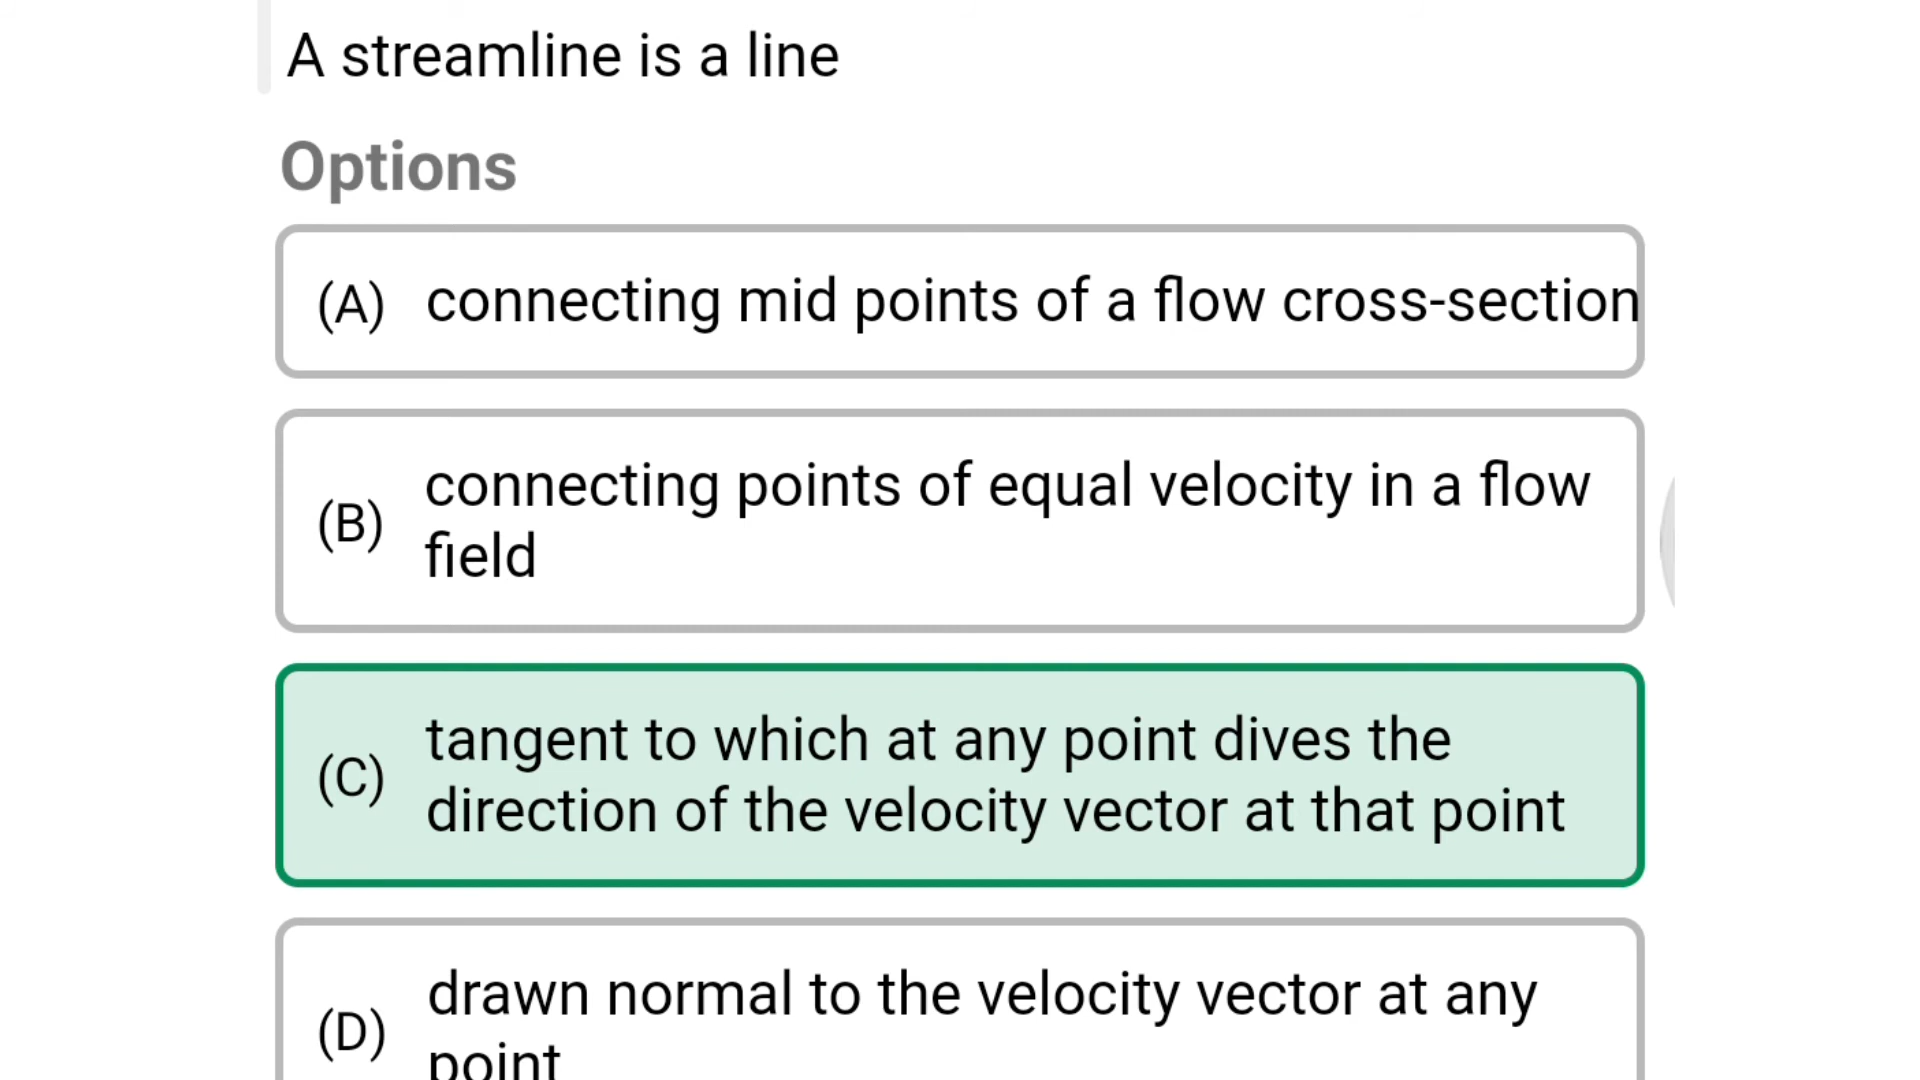 A streamline is a line
Options
(A) connecting mid points of a flow cross-section
(B) connecting points of equal velocity in a flow
field
(C) tangent to which at any point dives the
direction of the velocity vector at that point
(D) drawn normal to the velocity vector at any
point